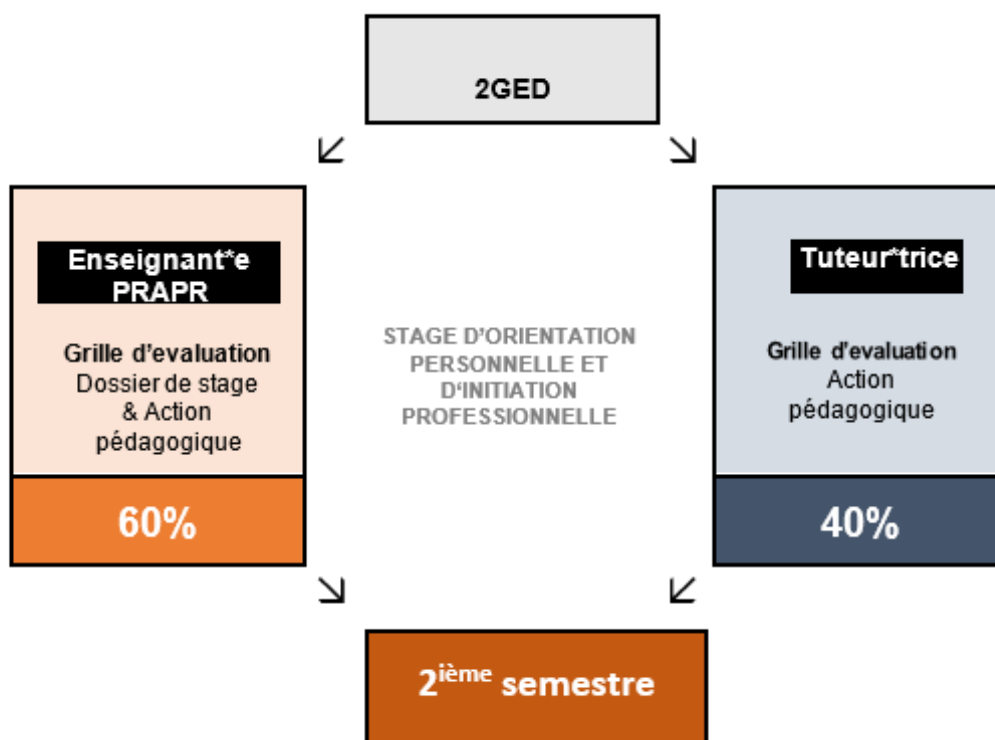 2GED
Enseignant*e
PRAPR
Grille d'evaluation
Dossier de stage
& Action
pédagogique
60%
STAGE D'ORIENTATION
PERSONNELLE ET
D'INITIATION
PROFESSIONNELLE
Tuteur*trice
Grille d'evaluation
Action
pédagogique
40%
2ième semestre